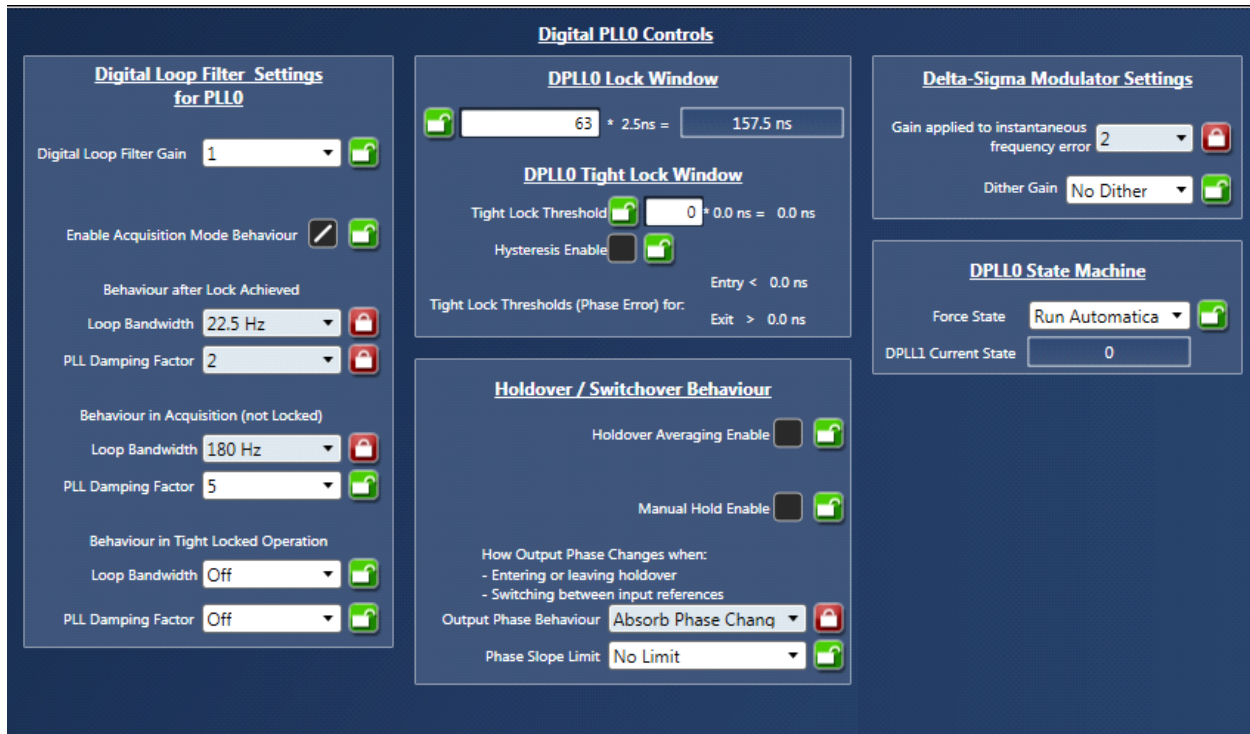 Digital PLL0 Controls
Digital Loop Filter Settings
for PLL0
Digital Loop Filter Gain 1
Enable Acquisition Mode Behaviour
Behaviour after Lock Achieved
Loop Bandwidth 22.5 Hz
PLL Damping Factor 2
Behaviour in Acquisition (not Locked)
Loop Bandwidth 180 Hz
PLL Damping Factor 5
Behaviour in Tight Locked Operation
Loop Bandwidth Off
PLL Damping Factor Off
DPLL0 Lock Window
63 * 2.5ns = 157.5 ns
DPLL0 Tight Lock Window
Tight Lock Threshold 0 * 0.0 ns = 0.0 ns
Hysteresis Enable
Entry < 0.0 ns
Tight Lock Thresholds (Phase Error) for:
Exit > 0.0 ns
Holdover / Switchover Behaviour
Holdover Averaging Enable
Manual Hold Enable
How Output Phase Changes when:
- Entering or leaving holdover
- Switching between input references
Output Phase Behaviour Absorb Phase Chang
Phase Slope Limit No Limit
Delta-Sigma Modulator Settings
Gain applied to instantaneous
frequency error 2
Dither Gain No Dither
DPLL0 State Machine
Force State Run Automatica
DPLL1 Current State 0